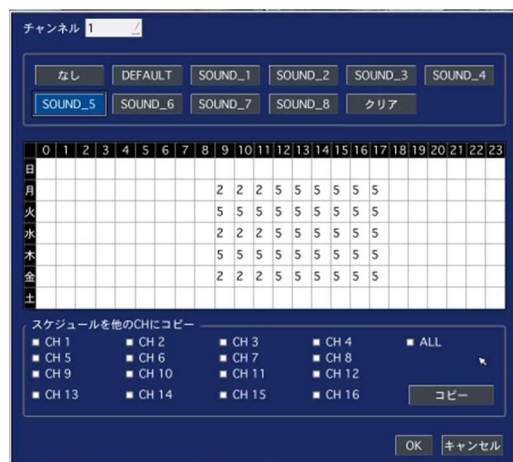 チャンネル 1
なし DEFAULT SOUND_1 SOUND_2 SOUND_3 SOUND_4
SOUND_5 SOUND_6 SOUND_7 SOUND_8 クリア
0 1 2 3 4 5 6 7 8 9 10 11 12 13 14 15 16 17 18 19 20 21 22 23
日
月 2 2 2 5 5 5 5 5 5
火 5 5 5 5 5 5 5 5 5
水 2 2 2 5 5 5 5 5 5
木 5 5 5 5 5 5 5 5 5
金 2 2 2 5 5 5 5 5 5
土
スケジュールを他のCHにコピー
CH 1 CH 2 CH 3 CH 4 ALL
CH 5 CH 6 CH 7 CH 8
CH 9 CH 10 CH 11 CH 12
CH 13 CH 14 CH 15 CH 16 コピー
OK キャンセル